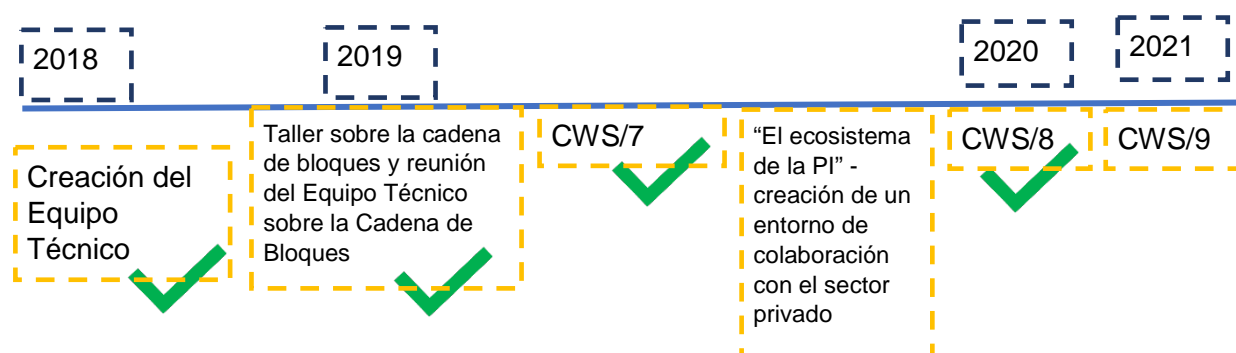 2018
2019
2020
2021
Creación del
Equipo
Técnico
Taller sobre la cadena
de bloques y reunión
del Equipo Técnico
sobre la Cadena de
Bloques
CWS/7
“El ecosistema
de la PI” -
creación de un
entorno de
colaboración
con el sector
privado
CWS/8
CWS/9